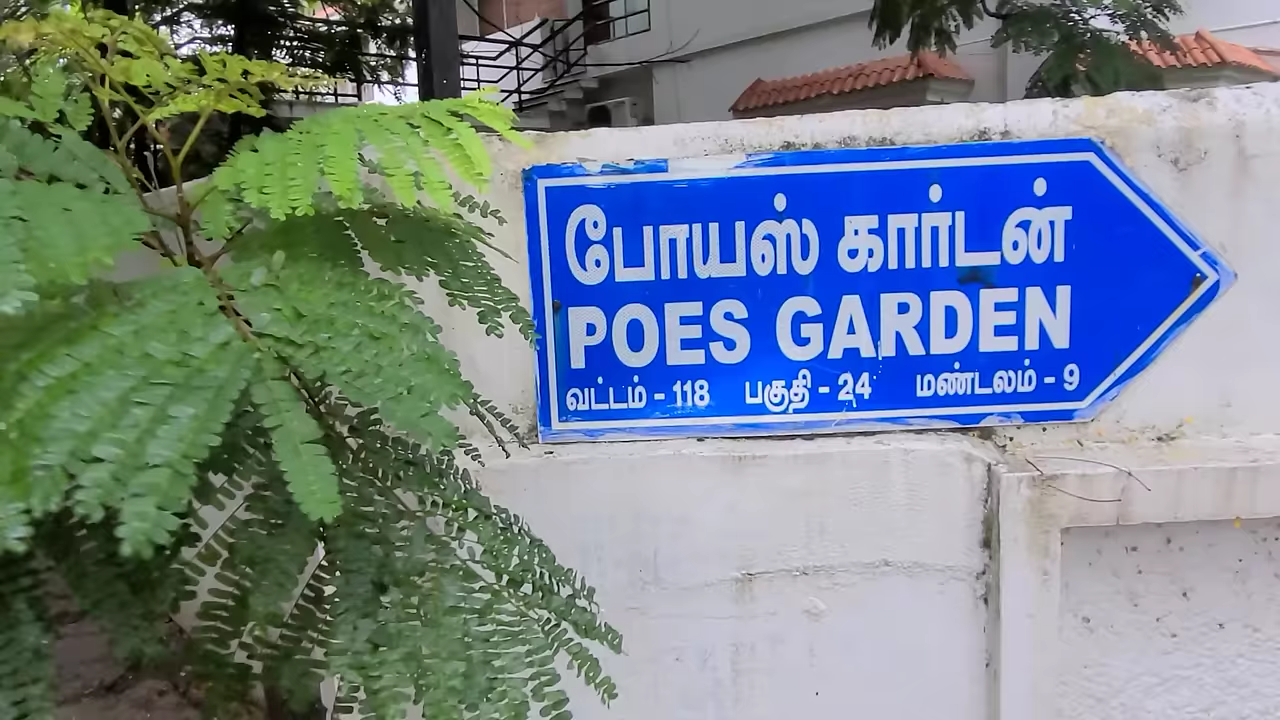 போயஸ் கார்டன்
POES GARDEN
வட்டம் - 118 பகுதி - 24 மண்டலம் - 9